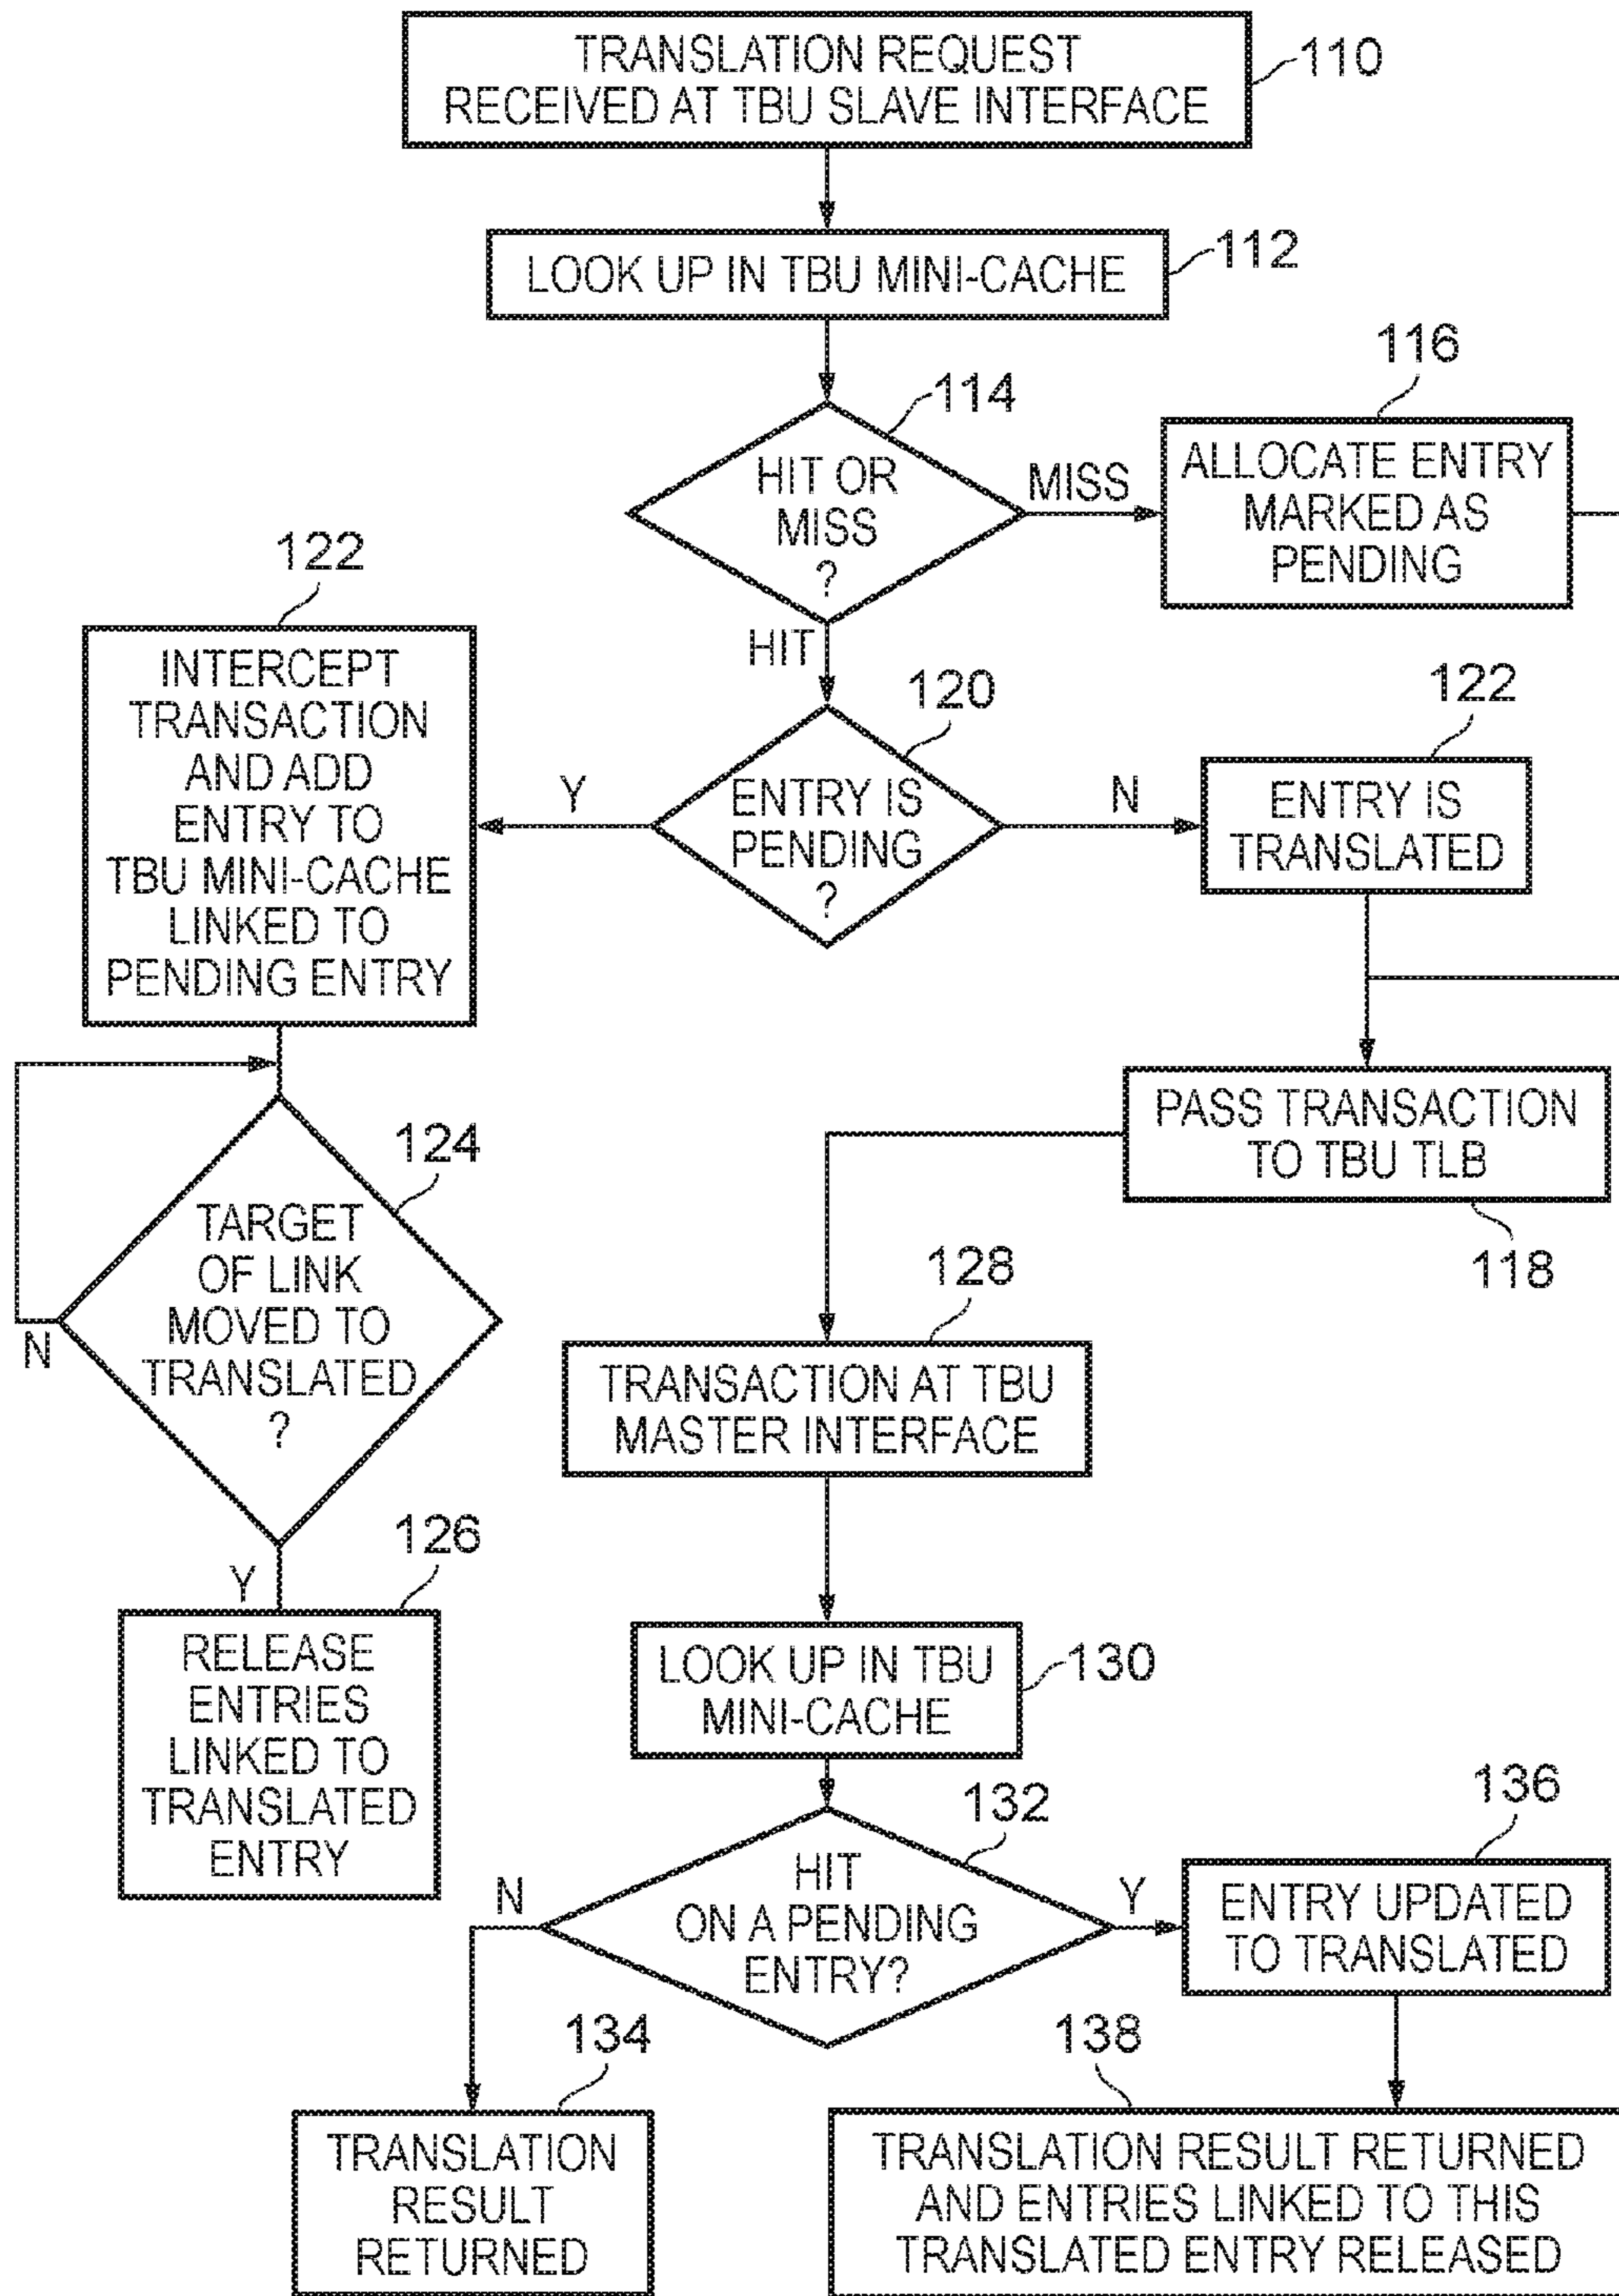 TRANSLATION REQUEST
RECEIVED AT TBU SLAVE INTERFACE
110
LOOK UP IN TBU MINI-CACHE
112
114
HIT OR
MISS
?
MISS
116
ALLOCATE ENTRY
MARKED AS
PENDING
HIT
122
INTERCEPT
TRANSACTION
AND ADD
ENTRY TO
TBU MINI-CACHE
LINKED TO
PENDING ENTRY
120
ENTRY IS
PENDING
?
Y
N
122
ENTRY IS
TRANSLATED
PASS TRANSACTION
TO TBU TLB
118
124
TARGET
OF LINK
MOVED TO
TRANSLATED
?
N
Y
126
RELEASE
ENTRIES
LINKED TO
TRANSLATED
ENTRY
128
TRANSACTION AT TBU
MASTER INTERFACE
LOOK UP IN TBU
MINI-CACHE
130
132
HIT
ON A PENDING
ENTRY?
N
Y
136
ENTRY UPDATED
TO TRANSLATED
134
TRANSLATION
RESULT
RETURNED
138
TRANSLATION RESULT RETURNED
AND ENTRIES LINKED TO THIS
TRANSLATED ENTRY RELEASED